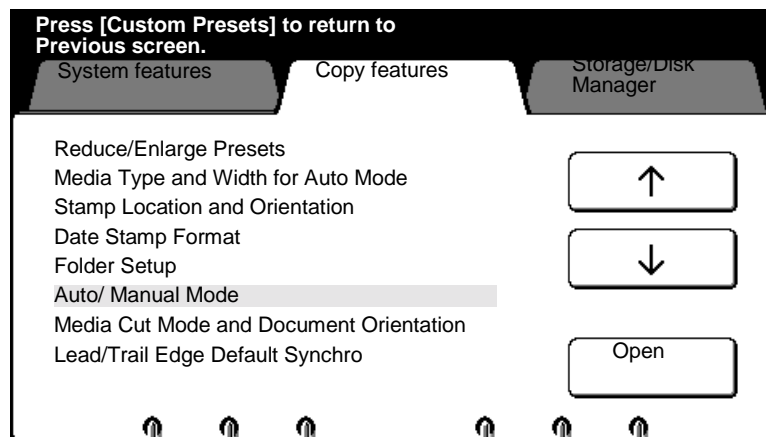 Press [Custom Presets] to return to
Previous screen.
System features
Copy features
Storage/Disk
Manager
Reduce/Enlarge Presets
Media Type and Width for Auto Mode
Stamp Location and Orientation
Date Stamp Format
Folder Setup
Auto/ Manual Mode
Media Cut Mode and Document Orientation
Lead/Trail Edge Default Synchro
↑
↓
Open